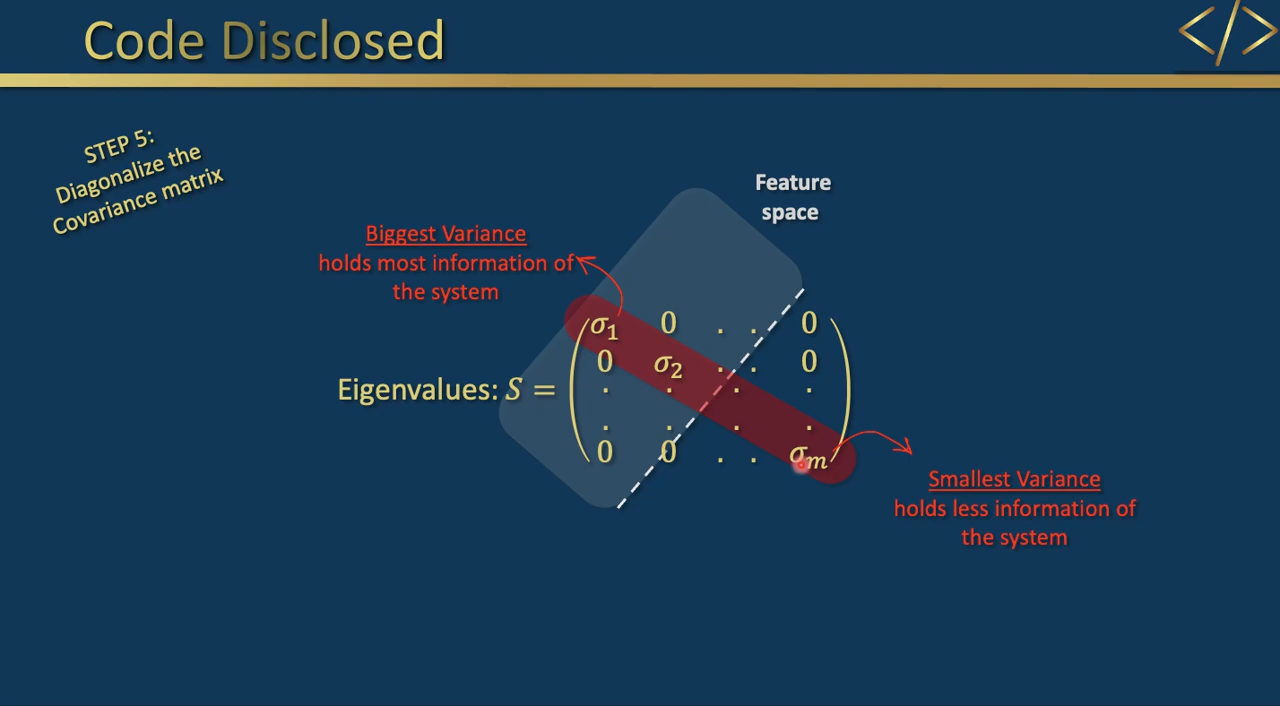 Code Disclosed
</>
STEP 5:
Diagonalize the
Covariance matrix
Feature
space
Biggest Variance
holds most information of
the system
σ₁ 0 . . 0
0 σ₂ . . 0
. . . .
Eigenvalues: S =
. . . .
0 0 . . σₘ
Smallest Variance
holds less information of
the system